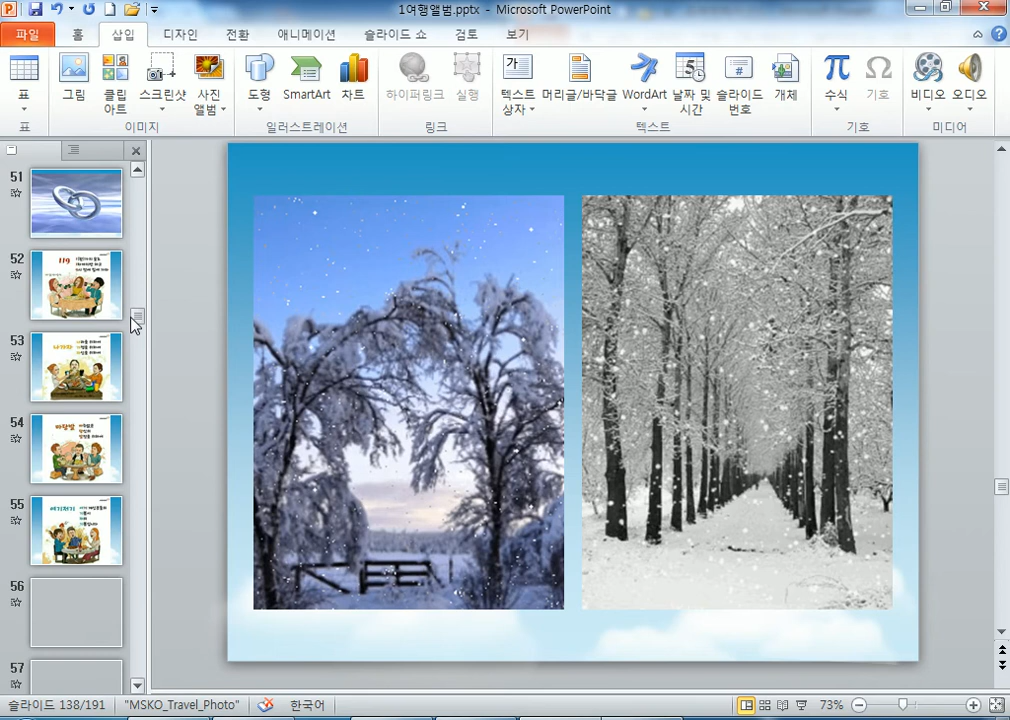 1여행앨범.pptx - Microsoft PowerPoint
파일 홈 삽입 디자인 전환 애니메이션 슬라이드 쇼 검토 보기
표 그림 클립 아트 스크린샷 사진 앨범 도형 SmartArt 차트 하이퍼링크 실행 텍스트 상자 머리글/바닥글 WordArt 날짜 및 시간 슬라이드 번호 개체 수식 기호 비디오 오디오
표 이미지 일러스트레이션 링크 텍스트 기호 미디어
51
52
119
53
나가자
54
55
56
57
슬라이드 138/191 "MSKO_Travel_Photo" 한국어 73%